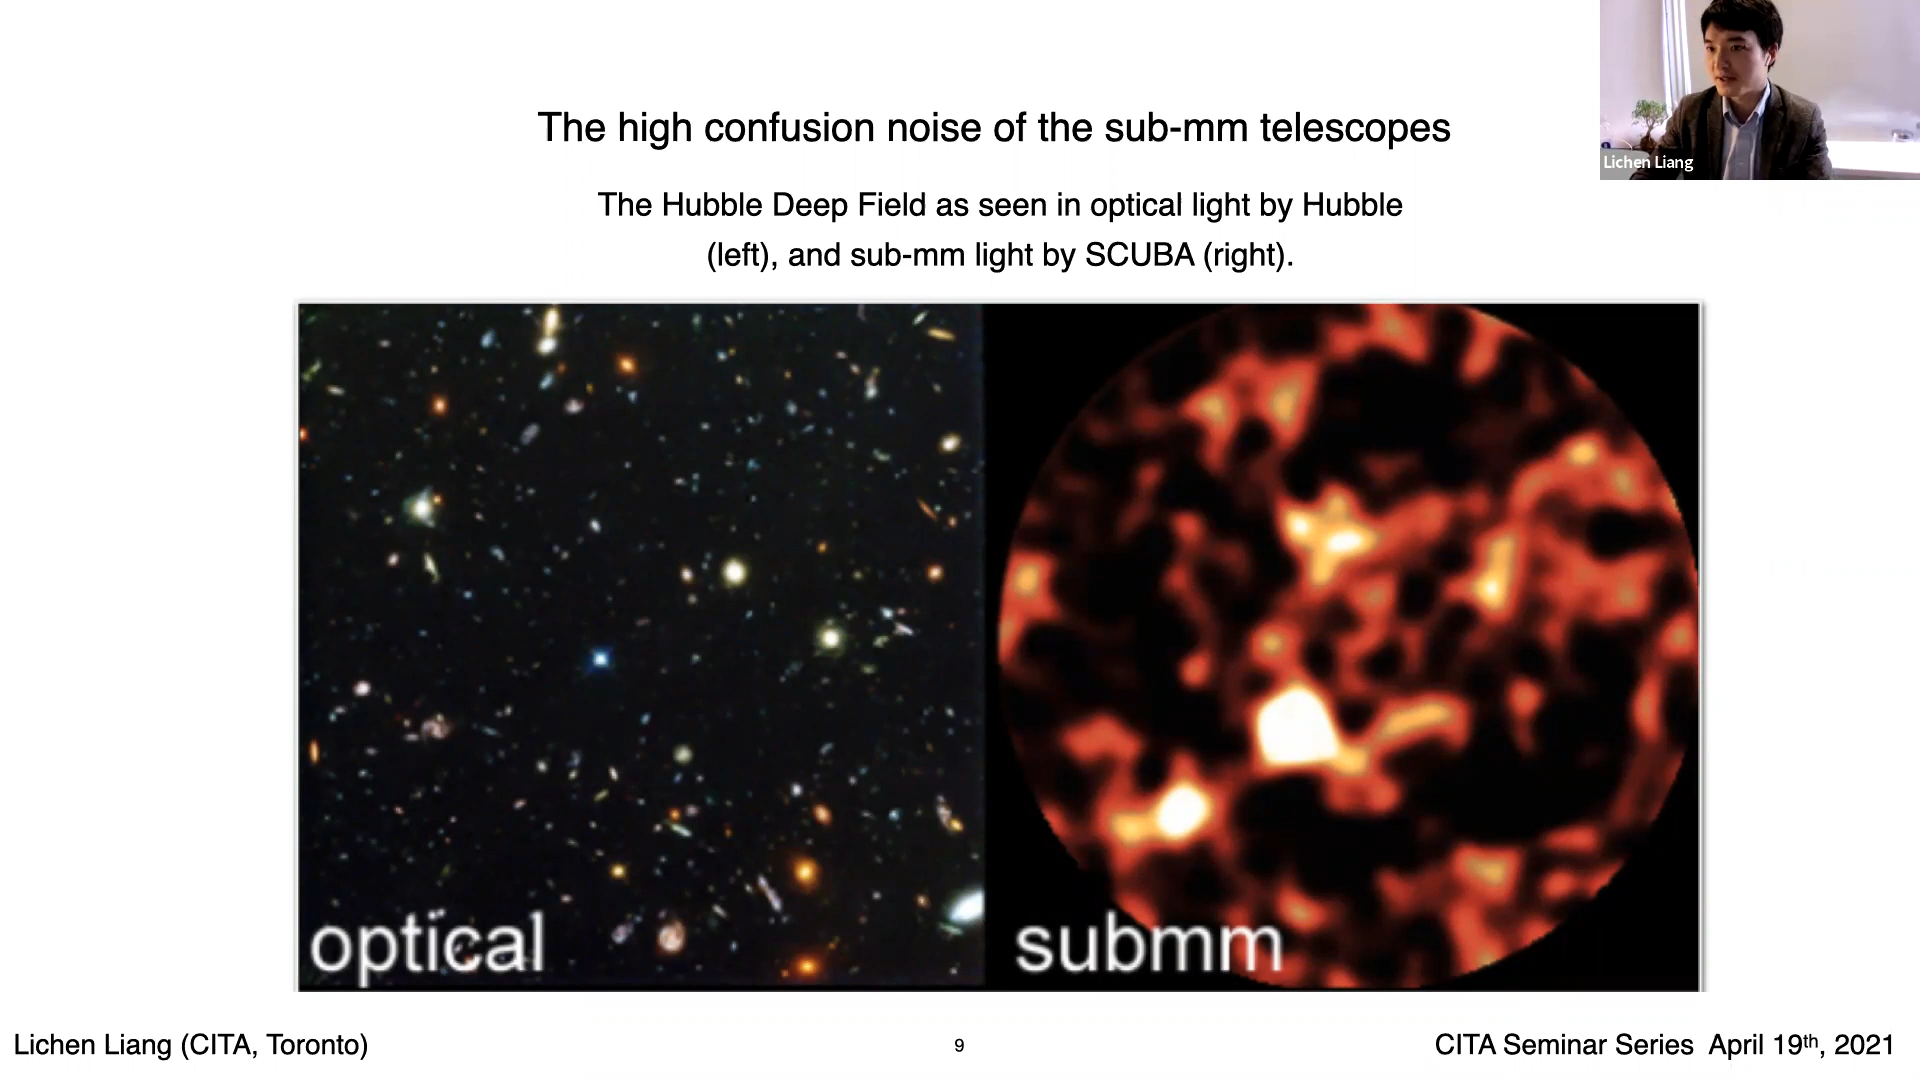 The high confusion noise of the sub-mm telescopes
Lichen Liang
The Hubble Deep Field as seen in optical light by Hubble
(left), and sub-mm light by SCUBA (right).
optical
submm
Lichen Liang (CITA, Toronto)
9
CITA Seminar Series April 19th, 2021